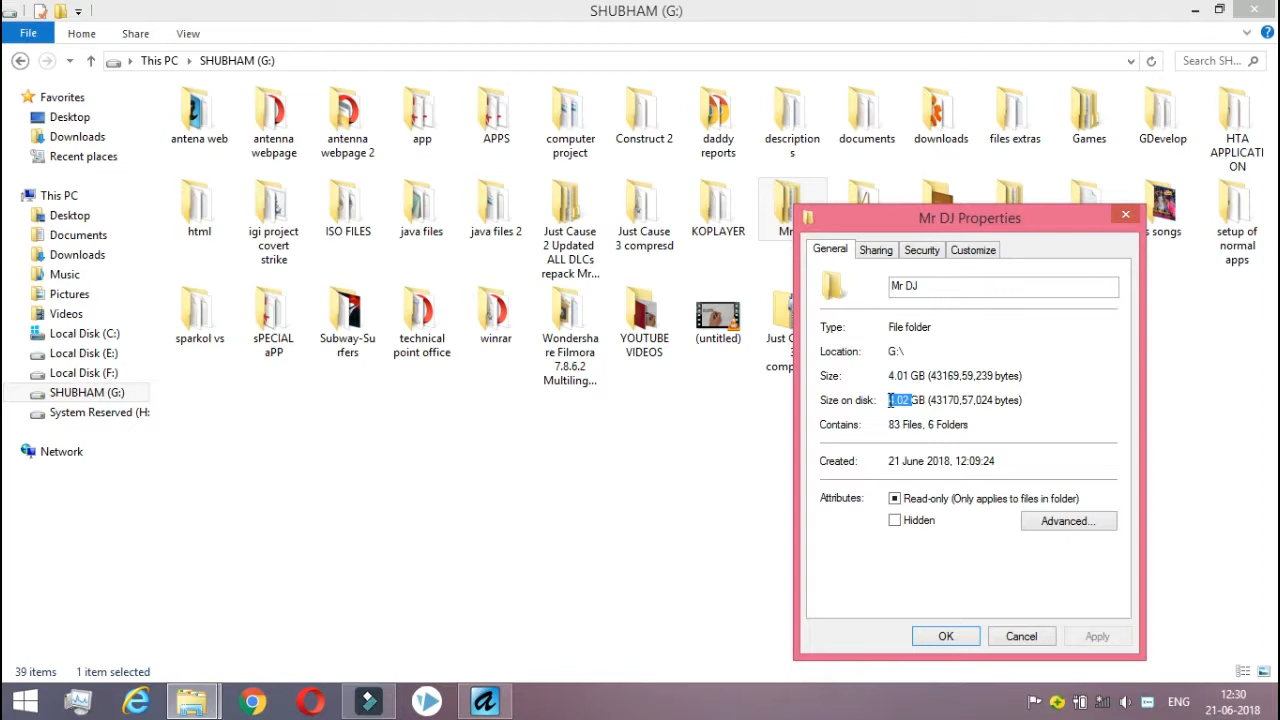 SHUBHAM (G:)
File Home Share View
This PC SHUBHAM (G:)
Search SH...
Favorites
Desktop
Downloads
Recent places
This PC
Desktop
Documents
Downloads
Music
Pictures
Videos
Local Disk (C:)
Local Disk (E:)
Local Disk (F:)
SHUBHAM (G:)
System Reserved (H:
Network
antena web
antenna
webpage
antenna
webpage 2
app
APPS
computer
project
Construct 2
daddy
reports
description
s
documents
downloads
files extras
Games
GDevelop
HTA
APPLICATI
ON
html
igi project
covert
strike
ISO FILES
java files
java files 2
Just Cause
2 Updated
ALL DLCs
repack Mr...
Just Cause
3 compresd
KOPLAYER
songs
setup of
normal
apps
sparkol vs
sPECIAL
aPP
Subway-Su
rfers
technical
point office
winrar
Wondersha
re Filmora
7.8.6.2
Multiling...
YOUTUBE
VIDEOS
(untitled)
Mr DJ Properties
General Sharing Security Customize
Mr DJ
Type: File folder
Location: G:\
Size: 4.01 GB (43169,59,239 bytes)
Size on disk: 4.02 GB (43170,57,024 bytes)
Contains: 83 Files, 6 Folders
Created: 21 June 2018, 12:09:24
Attributes: Read-only (Only applies to files in folder)
Hidden
Advanced...
OK Cancel Apply
39 items 1 item selected
ENG
12:30
21-06-2018